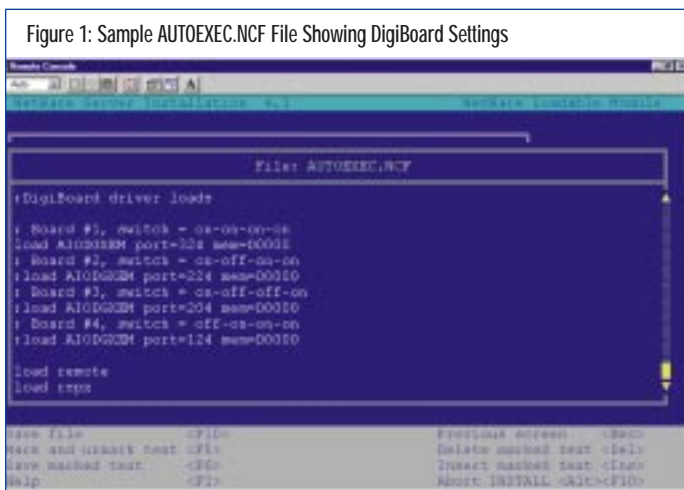 Figure 1: Sample AUTOEXEC.NCF File Showing DigiBoard Settings
Remote Console
Auto
NetWare Server Installation 4.1 NetWare Loadable Module
File: AUTOEXEC.NCF
;DigiBoard driver loads
; Board #1, switch = on-on-on-on
load AIODGXEM port=324 mem=D0000
; Board #2, switch = on-off-on-on
;load AIODGXEM port=224 mem=D0000
; Board #3, switch = on-off-off-on
;load AIODGXEM port=204 mem=D0000
; Board #4, switch = off-on-on-on
;load AIODGXEM port=124 mem=D0000
load remote
load rspx
Save file <F10> Previous screen <Esc>
Mark and unmark text <F5> Delete marked text <Del>
Save marked text <F6> Insert marked text <Ins>
Help <F1> Abort INSTALL <Alt><F10>